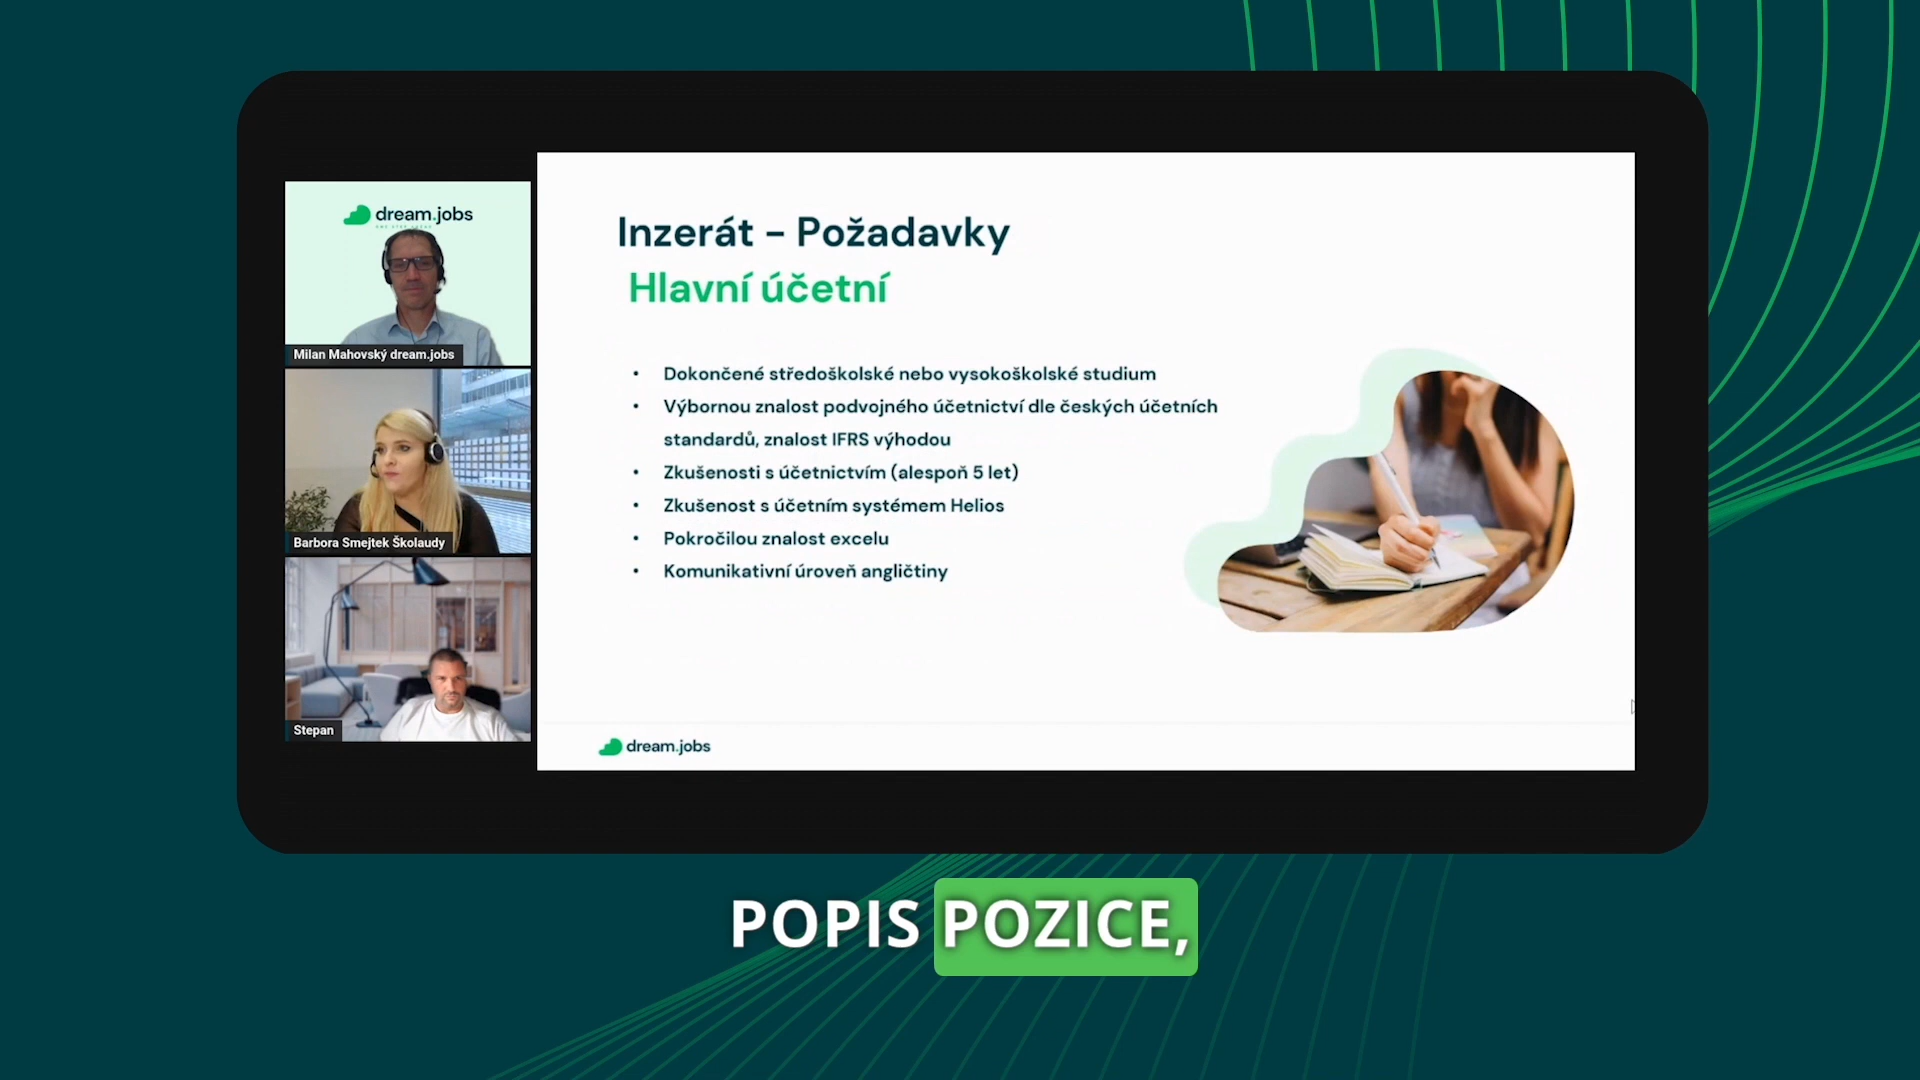 dream.jobs
Milan Mahovský dream.jobs
Barbora Smejtek Školaudy
Stepan
Inzerát - Požadavky
Hlavní účetní
• Dokončené středoškolské nebo vysokoškolské studium
• Výbornou znalost podvojného účetnictví dle českých účetních
standardů, znalost IFRS výhodou
• Zkušenosti s účetnictvím (alespoň 5 let)
• Zkušenost s účetním systémem Helios
• Pokročilou znalost excelu
• Komunikativní úroveň angličtiny
dream.jobs
POPIS POZICE,